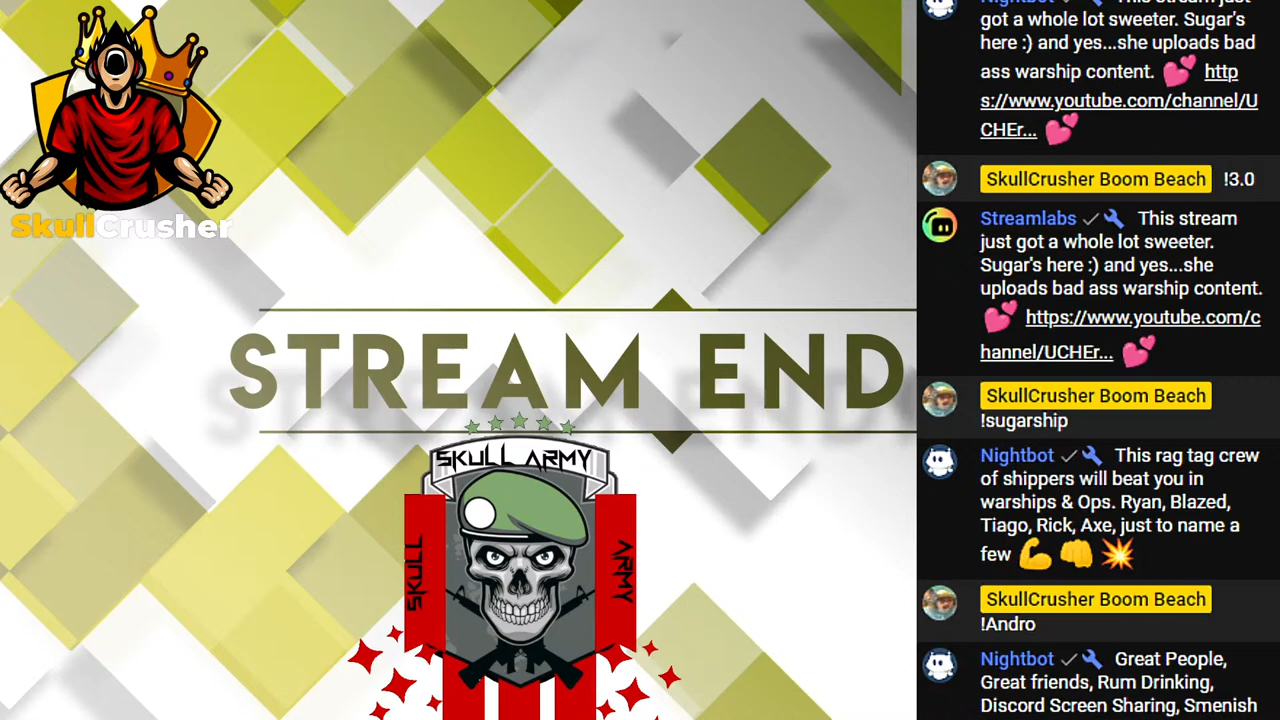 SkullCrusher
STREAM END
SKULL ARMY
SKULL
ARMY
Nightbot This stream just
got a whole lot sweeter. Sugar's
here :) and yes...she uploads bad
ass warship content. 💕 http
s://www.youtube.com/channel/U
CHEr... 💕
SkullCrusher Boom Beach !3.0
Streamlabs This stream
just got a whole lot sweeter.
Sugar's here :) and yes...she
uploads bad ass warship content.
💕 https://www.youtube.com/c
hannel/UCHEr... 💕
SkullCrusher Boom Beach
!sugarship
Nightbot This rag tag crew
of shippers will beat you in
warships & Ops. Ryan, Blazed,
Tiago, Rick, Axe, just to name a
few 💪 👊 💥
SkullCrusher Boom Beach
!Andro
Nightbot Great People,
Great friends, Rum Drinking,
Discord Screen Sharing, Smenish